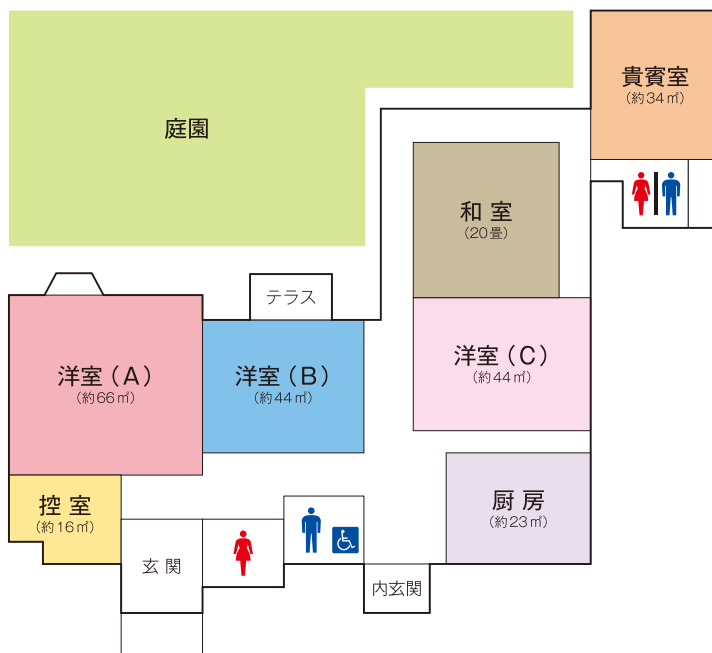 庭園
貴賓室
(約34㎡)
和室
(20畳)
テラス
洋室(A)
(約66㎡)
洋室(B)
(約44㎡)
洋室(C)
(約44㎡)
控室
(約16㎡)
厨房
(約23㎡)
玄関
内玄関